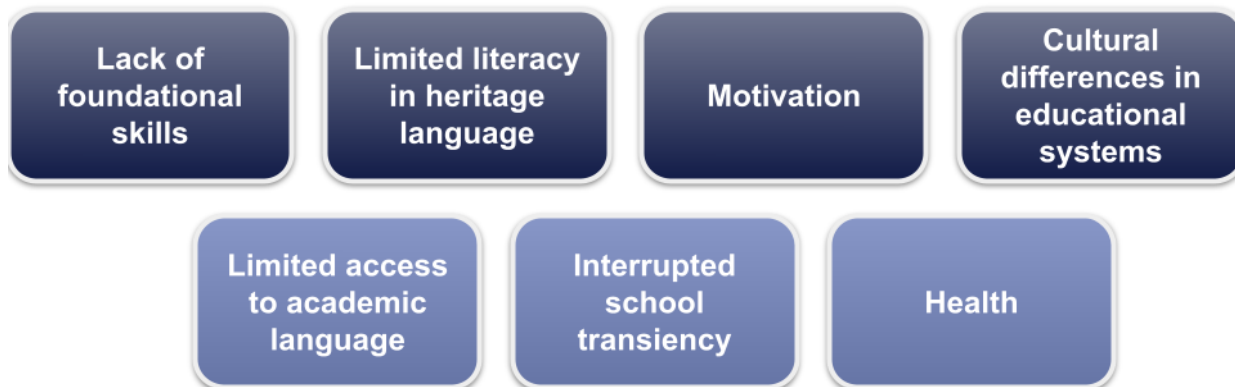 Lack of
foundational
skills
Limited literacy
in heritage
language
Motivation
Cultural
differences in
educational
systems
Limited access
to academic
language
Interrupted
school
transiency
Health